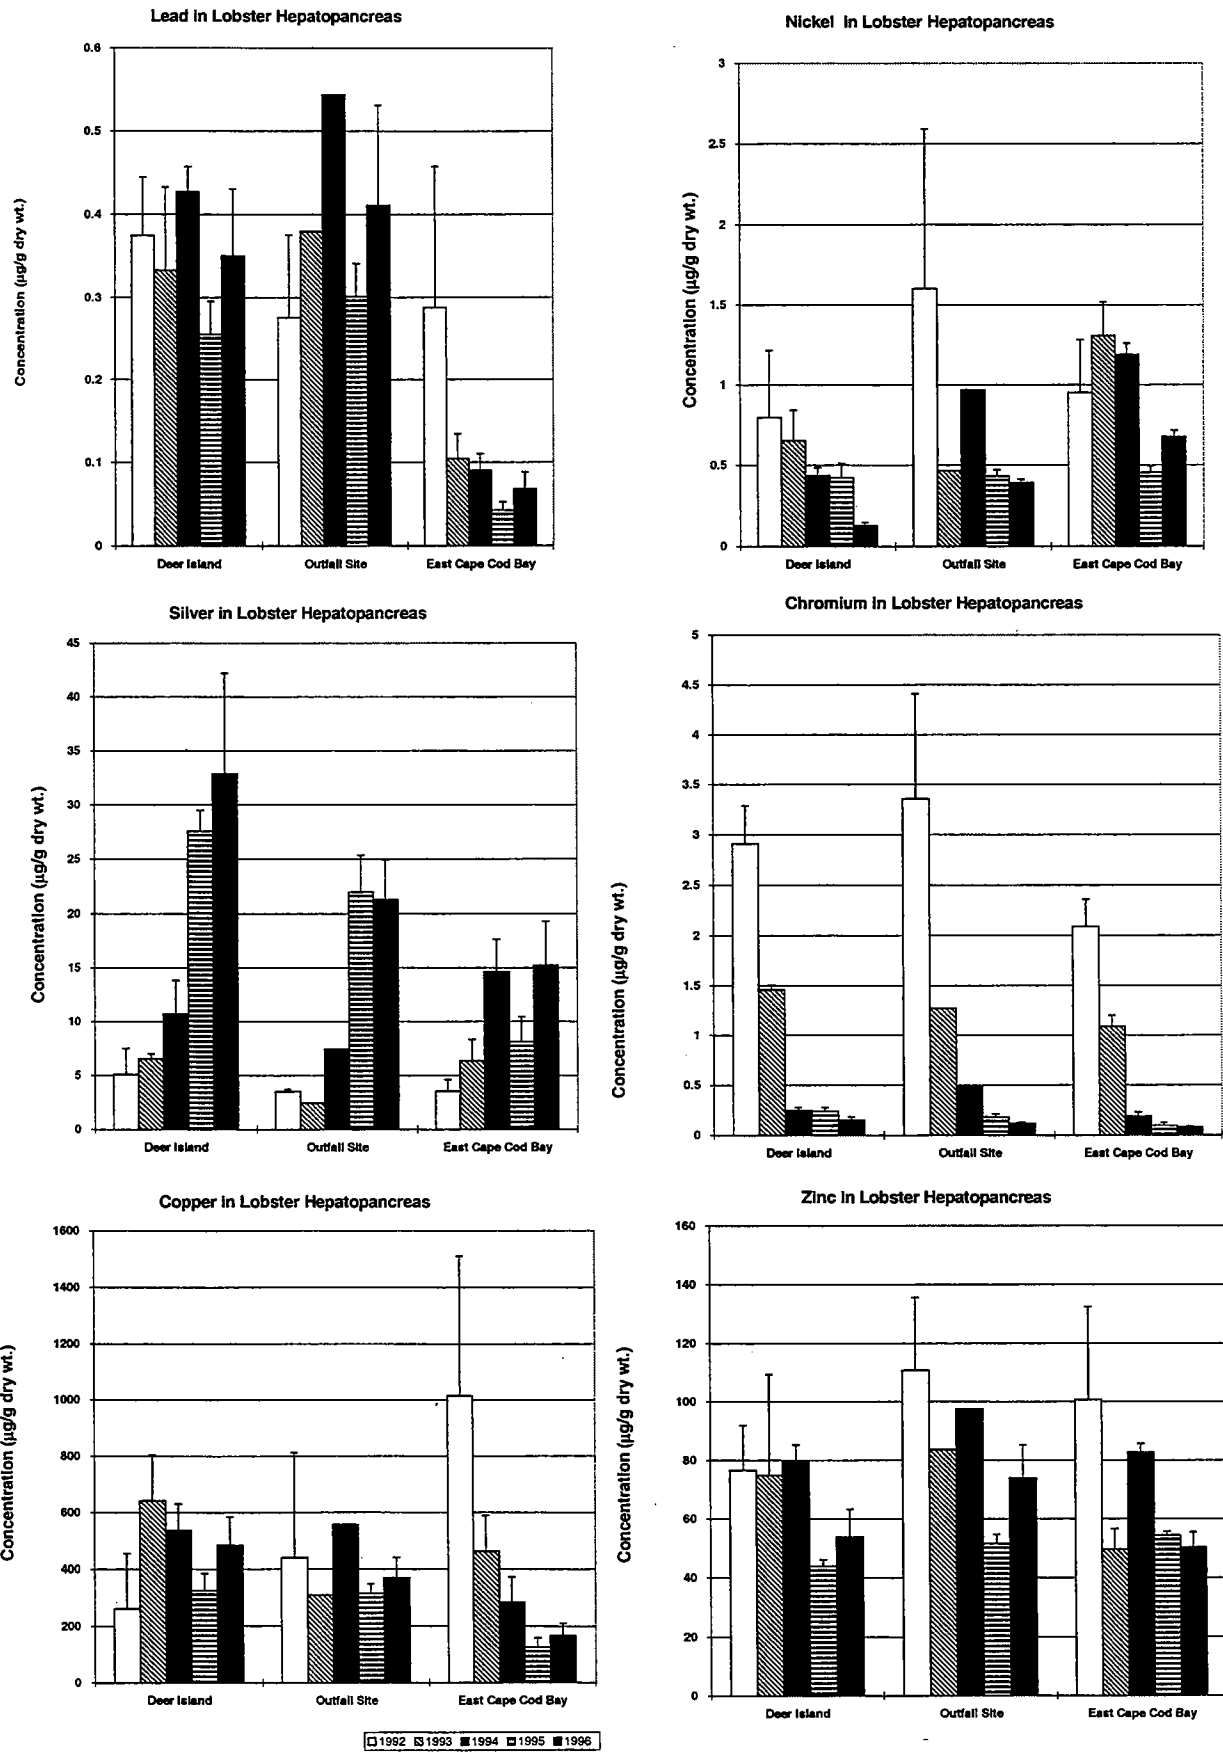 Lead in Lobster Hepatopancreas
Concentration (µg/g dry wt.)
0.6
0.5
0.4
0.3
0.2
0.1
0
Deer Island
Outfall Site
East Cape Cod Bay
Nickel in Lobster Hepatopancreas
Concentration (µg/g dry wt.)
3
2.5
2
1.5
1
0.5
0
Deer Island
Outfall Site
East Cape Cod Bay
Silver in Lobster Hepatopancreas
Concentration (µg/g dry wt.)
45
40
35
30
25
20
15
10
5
0
Deer Island
Outfall Site
East Cape Cod Bay
Chromium in Lobster Hepatopancreas
Concentration (µg/g dry wt.)
5
4.5
4
3.5
3
2.5
2
1.5
1
0.5
0
Deer Island
Outfall Site
East Cape Cod Bay
Copper in Lobster Hepatopancreas
Concentration (µg/g dry wt.)
1600
1400
1200
1000
800
600
400
200
0
Deer Island
Outfall Site
East Cape Cod Bay
Zinc in Lobster Hepatopancreas
Concentration (µg/g dry wt.)
160
140
120
100
80
60
40
20
0
Deer Island
Outfall Site
East Cape Cod Bay
1992 1993 1994 1995 1996